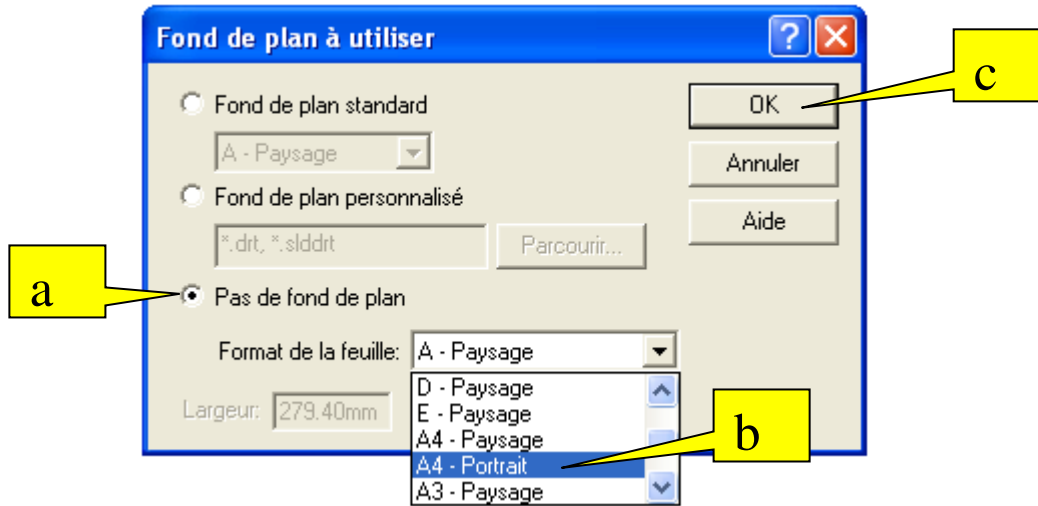 Fond de plan à utiliser
?
c
Fond de plan standard
OK
A - Paysage
Annuler
Fond de plan personnalisé
Aide
*.drt, *.slddrt
Parcourir...
a
Pas de fond de plan
Format de la feuille: A - Paysage
D - Paysage
Largeur: 279.40mm
E - Paysage
A4 - Paysage
b
A4 - Portrait
A3 - Paysage